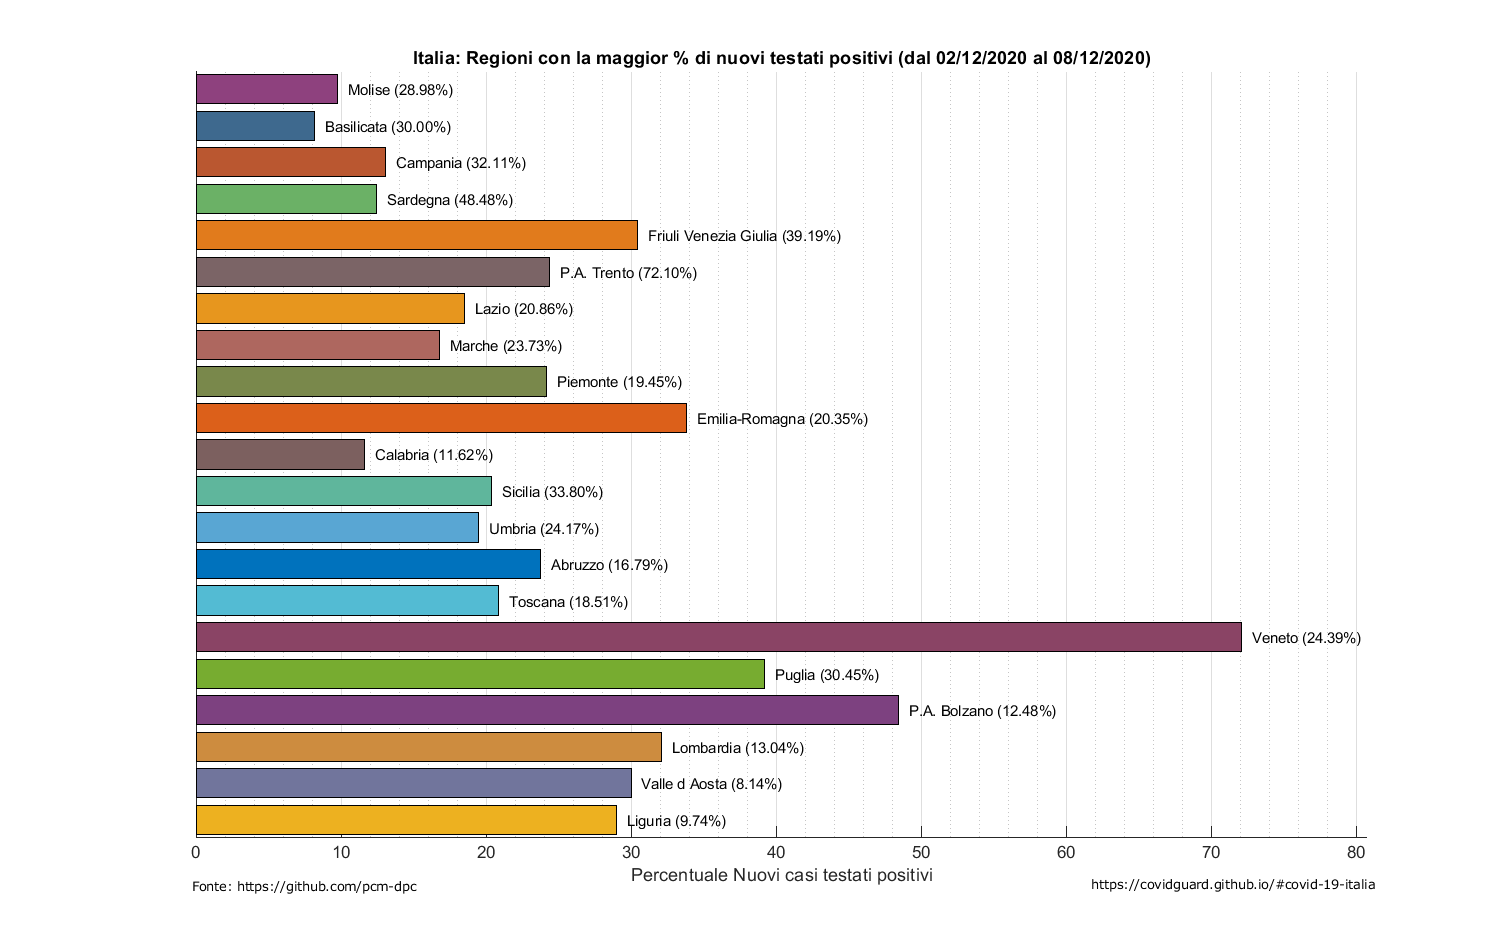 Italia: Regioni con la maggior % di nuovi testati positivi (dal 02/12/2020 al 08/12/2020)
Molise (28.98%)
Basilicata (30.00%)
Campania (32.11%)
Sardegna (48.48%)
Friuli Venezia Giulia (39.19%)
P.A. Trento (72.10%)
Lazio (20.86%)
Marche (23.73%)
Piemonte (19.45%)
Emilia-Romagna (20.35%)
Calabria (11.62%)
Sicilia (33.80%)
Umbria (24.17%)
Abruzzo (16.79%)
Toscana (18.51%)
Veneto (24.39%)
Puglia (30.45%)
P.A. Bolzano (12.48%)
Lombardia (13.04%)
Valle d Aosta (8.14%)
Liguria (9.74%)
0 10 20 30 40 50 60 70 80
Percentuale Nuovi casi testati positivi
Fonte: https://github.com/pcm-dpc
https://covidguard.github.io/#covid-19-italia